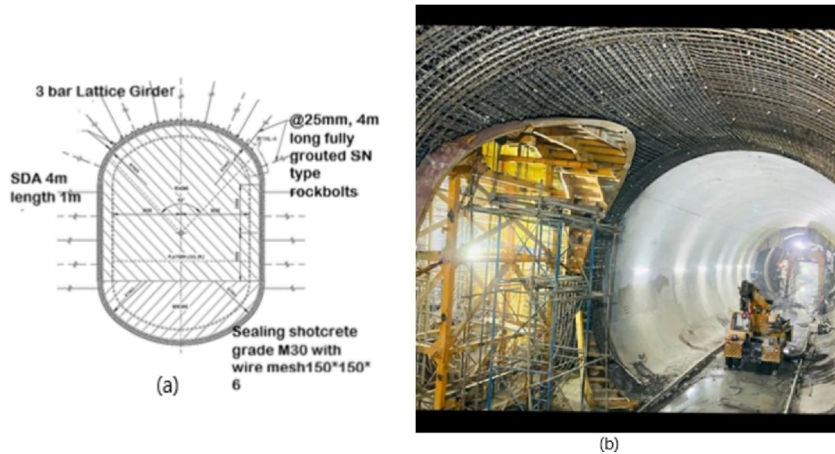 3 bar Lattice Girder
@25mm, 4m
long fully
grouted SN
type
rockbolts
SDA 4m
length 1m
Sealing shotcrete
grade M30 with
wire mesh150*150*
6
(a)
(b)